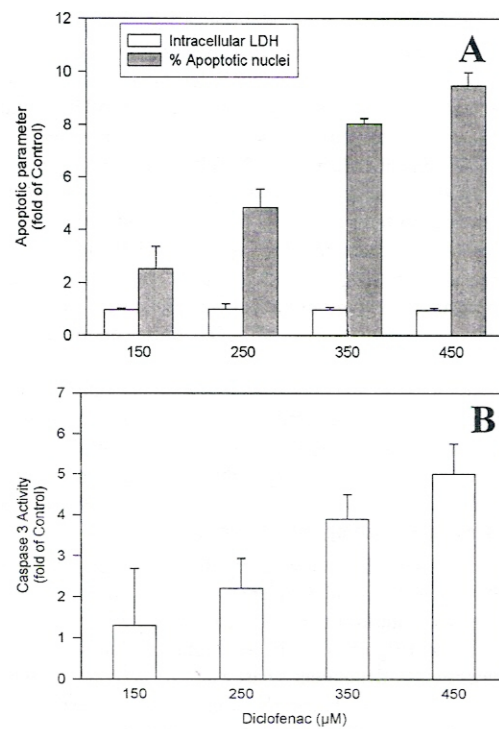 12
Intracellular LDH
% Apoptotic nuclei
A
10
8
6
4
2
0
Apoptotic parameter
(fold of Control)
150 250 350 450
7
B
6
5
4
3
2
1
0
Caspase 3 Activity
(fold of Control)
150 250 350 450
Diclofenac (µM)